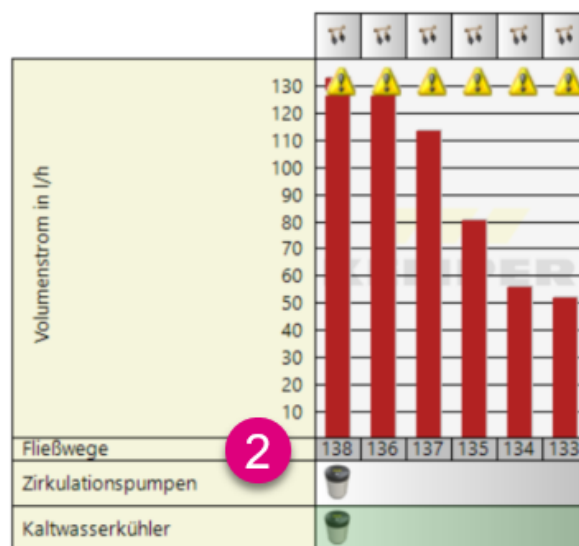 Volumenstrom in l/h
130
120
110
100
90
80
70
60
50
40
30
20
10
KEMPER
Fließwege 2 138 136 137 135 134 133
Zirkulationspumpen
Kaltwasserkühler